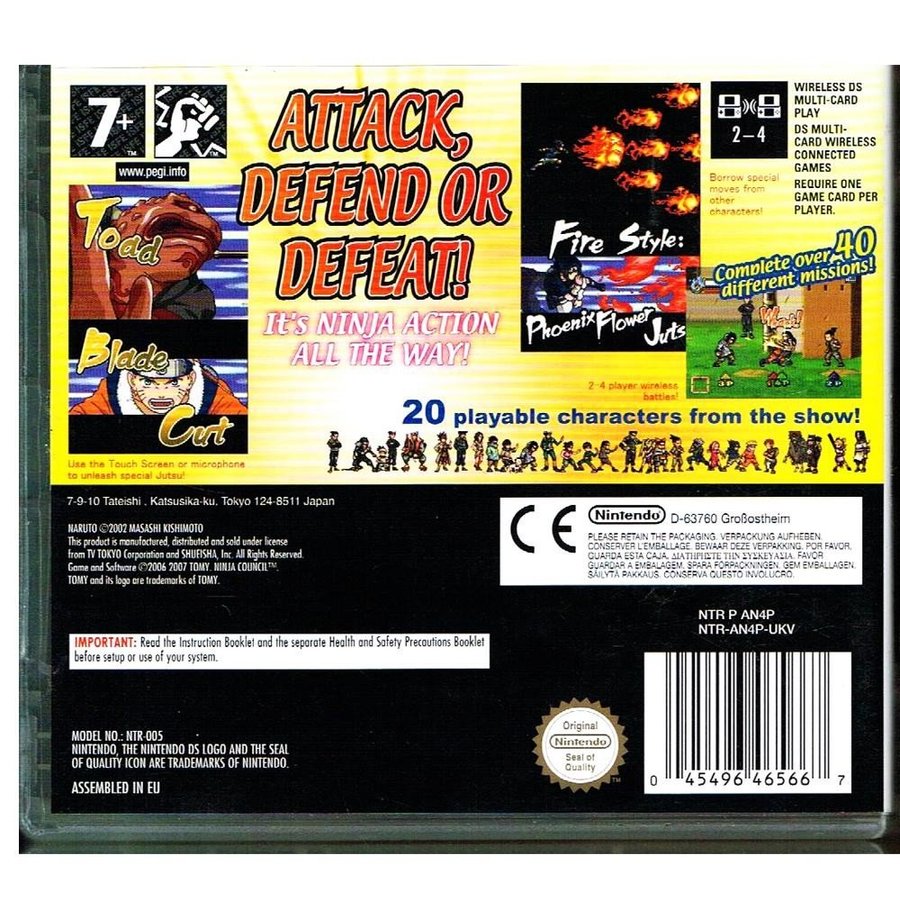 7+
TM
TM
www.pegi.info
ATTACK,
DEFEND OR
DEFEAT!
It's NINJA ACTION
ALL THE WAY!
Toad
Blade
Cut
Use the Touch Screen or microphone
to unleash special Jutsu!
Fire Style:
Phoenix Flower Juts
2-4
WIRELESS DS
MULTI-CARD
PLAY
DS MULTI-
CARD WIRELESS
CONNECTED
GAMES
REQUIRE ONE
GAME CARD PER
PLAYER.
Borrow special
moves from
other
characters!
Complete over 40
different missions!
2-4 player wireless
battles!
20 playable characters from the show!
7-9-10 Tateishi , Katsusika-ku, Tokyo 124-8511 Japan
NARUTO ©2002 MASASHI KISHIMOTO
This product is manufactured, distributed and sold under license
from TV TOKYO Corporation and SHUFISHA, Inc. All Rights Reserved.
Game and Software ©2006 2007 TOMY. NINJA COUNCIL™.
TOMY and its logo are trademarks of TOMY.
CE
Nintendo D-63760 Großostheim
PLEASE RETAIN THE PACKAGING. VERPACKUNG AUFHEBEN.
CONSERVER L'EMBALLAGE. BEWAAR DEZE VERPAKKING. POR FAVOR,
GUARDA ESTA CAJA. ΔΙΑΤΗΡΗΣΤΕ ΤΗΝ ΣΥΣΚΕΥΑΣΙΑ. FAVOR
GUARDAR A EMBALAGEM. SPARA FÖRPACKNINGEN. GEM EMBALLAGEN.
SÄILYTÄ PAKKAUS. CONSERVA QUESTO INVOLUCRO.
NTR P AN4P
NTR-AN4P-UKV
IMPORTANT: Read the Instruction Booklet and the separate Health and Safety Precautions Booklet
before setup or use of your system.
MODEL NO.: NTR-005
NINTENDO, THE NINTENDO DS LOGO AND THE SEAL
OF QUALITY ICON ARE TRADEMARKS OF NINTENDO.
ASSEMBLED IN EU
Original
Nintendo
Seal of
Quality
TM
0 45496 46566 7